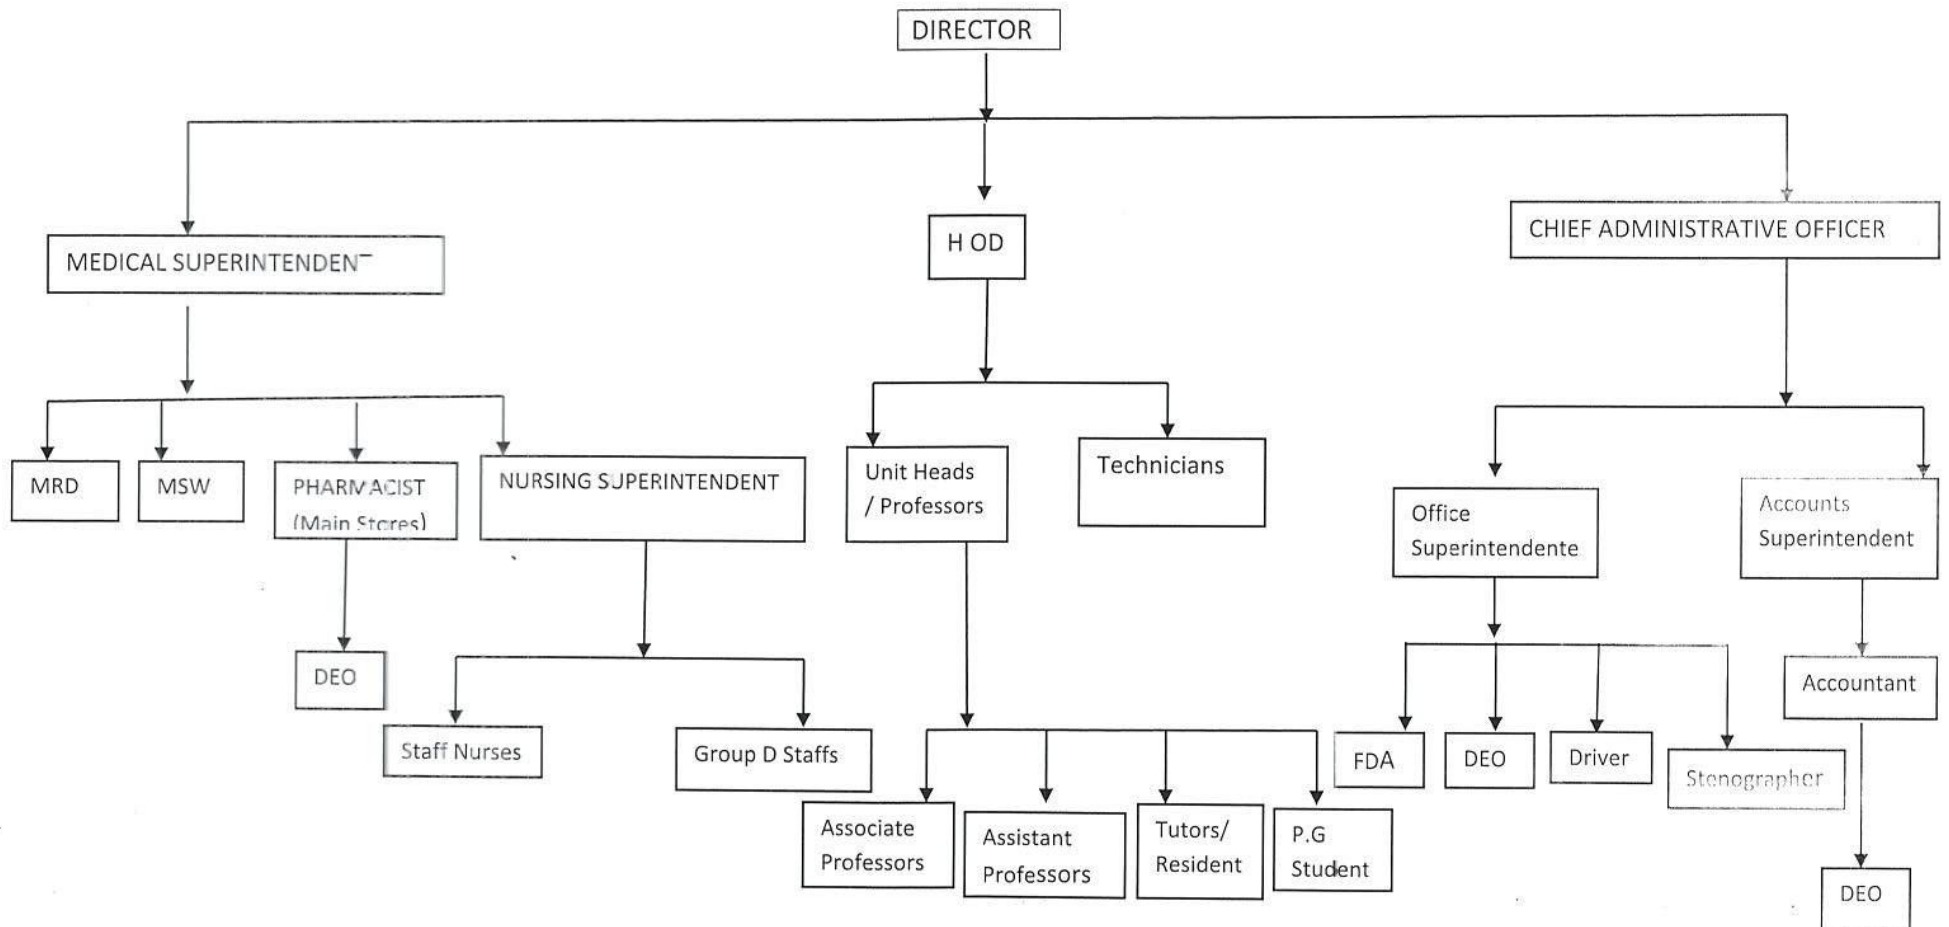 DIRECTOR
MEDICAL SUPERINTENDENT
H OD
CHIEF ADMINISTRATIVE OFFICER
MRD
MSW
PHARMACIST
(Main Stores)
NURSING SUPERINTENDENT
Unit Heads
/ Professors
Technicians
Office
Superintendente
Accounts
Superintendent
DEO
Staff Nurses
Group D Staffs
FDA
DEO
Driver
Stenographer
Accountant
Associate
Professors
Assistant
Professors
Tutors/
Resident
P.G
Student
DEO